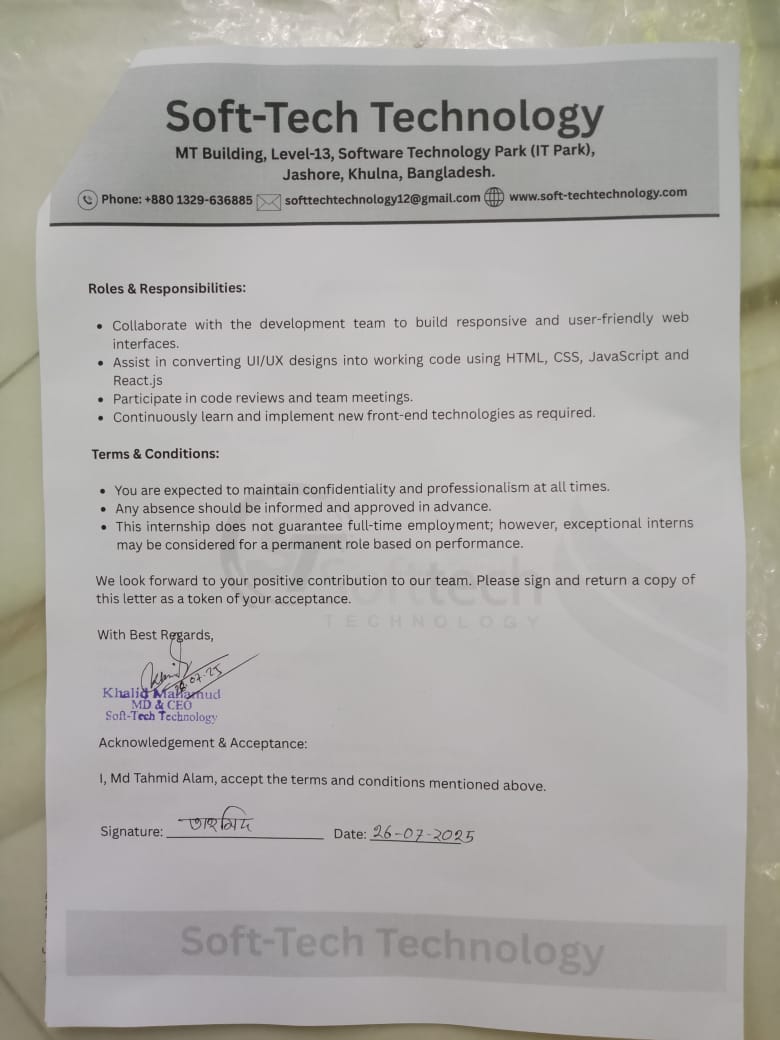 Soft-Tech Technology
MT Building, Level-13, Software Technology Park (IT Park),
Jashore, Khulna, Bangladesh.
Phone: +880 1329-636885 softtechtechnology12@gmail.com www.soft-techtechnology.com
Roles & Responsibilities:
• Collaborate with the development team to build responsive and user-friendly web
interfaces.
• Assist in converting UI/UX designs into working code using HTML, CSS, JavaScript and
React.js
• Participate in code reviews and team meetings.
• Continuously learn and implement new front-end technologies as required.
Terms & Conditions:
• You are expected to maintain confidentiality and professionalism at all times.
• Any absence should be informed and approved in advance.
• This internship does not guarantee full-time employment; however, exceptional interns
may be considered for a permanent role based on performance.
Softtech
TECHNOLOGY
We look forward to your positive contribution to our team. Please sign and return a copy of
this letter as a token of your acceptance.
With Best Regards,
Khalid Mahamud
MD & CEO
Soft-Tech Technology
Acknowledgement & Acceptance:
I, Md Tahmid Alam, accept the terms and conditions mentioned above.
Signature: তাহমিদ Date: 26-07-2025
Soft-Tech Technology